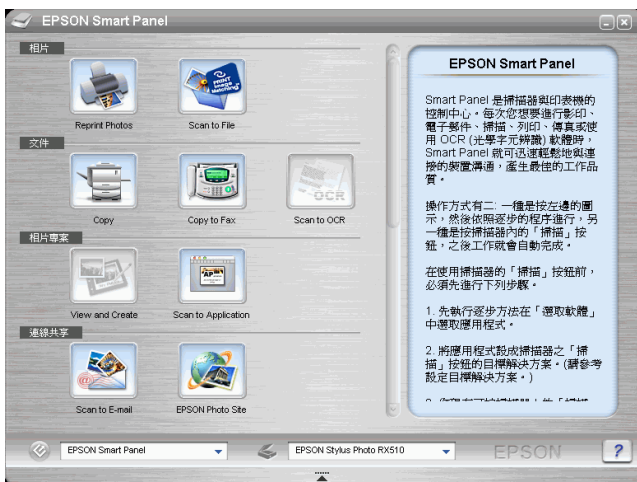 EPSON Smart Panel
相片
Reprint Photos
Scan to File
文件
Copy
Copy to Fax
Scan to OCR
相片專案
View and Create
Scan to Application
連線共享
Scan to E-mail
EPSON Photo Site
EPSON Smart Panel
Smart Panel 是掃描器與印表機的
控制中心。每次您想要進行影印、
電子郵件、掃描、列印、傳真或使
用 OCR (光學字元辨識) 軟體時，
Smart Panel 就可迅速輕鬆地與連
接的裝置溝通，產生最佳的工作品
質。
操作方式有二: 一種是按左邊的圖
示，然後依照逐步的程序進行，另
一種是按掃描器內的「掃描」按
鈕，之後工作就會自動完成。
在使用掃描器的「掃描」按鈕前，
必須先進行下列步驟。
1. 先執行逐步方法在「選取軟體」
中選取應用程式。
2. 將應用程式設成掃描器之「掃
描」按鈕的目標解決方案。(請參考
設定目標解決方案。)
EPSON Smart Panel
EPSON Stylus Photo RX510
EPSON
?